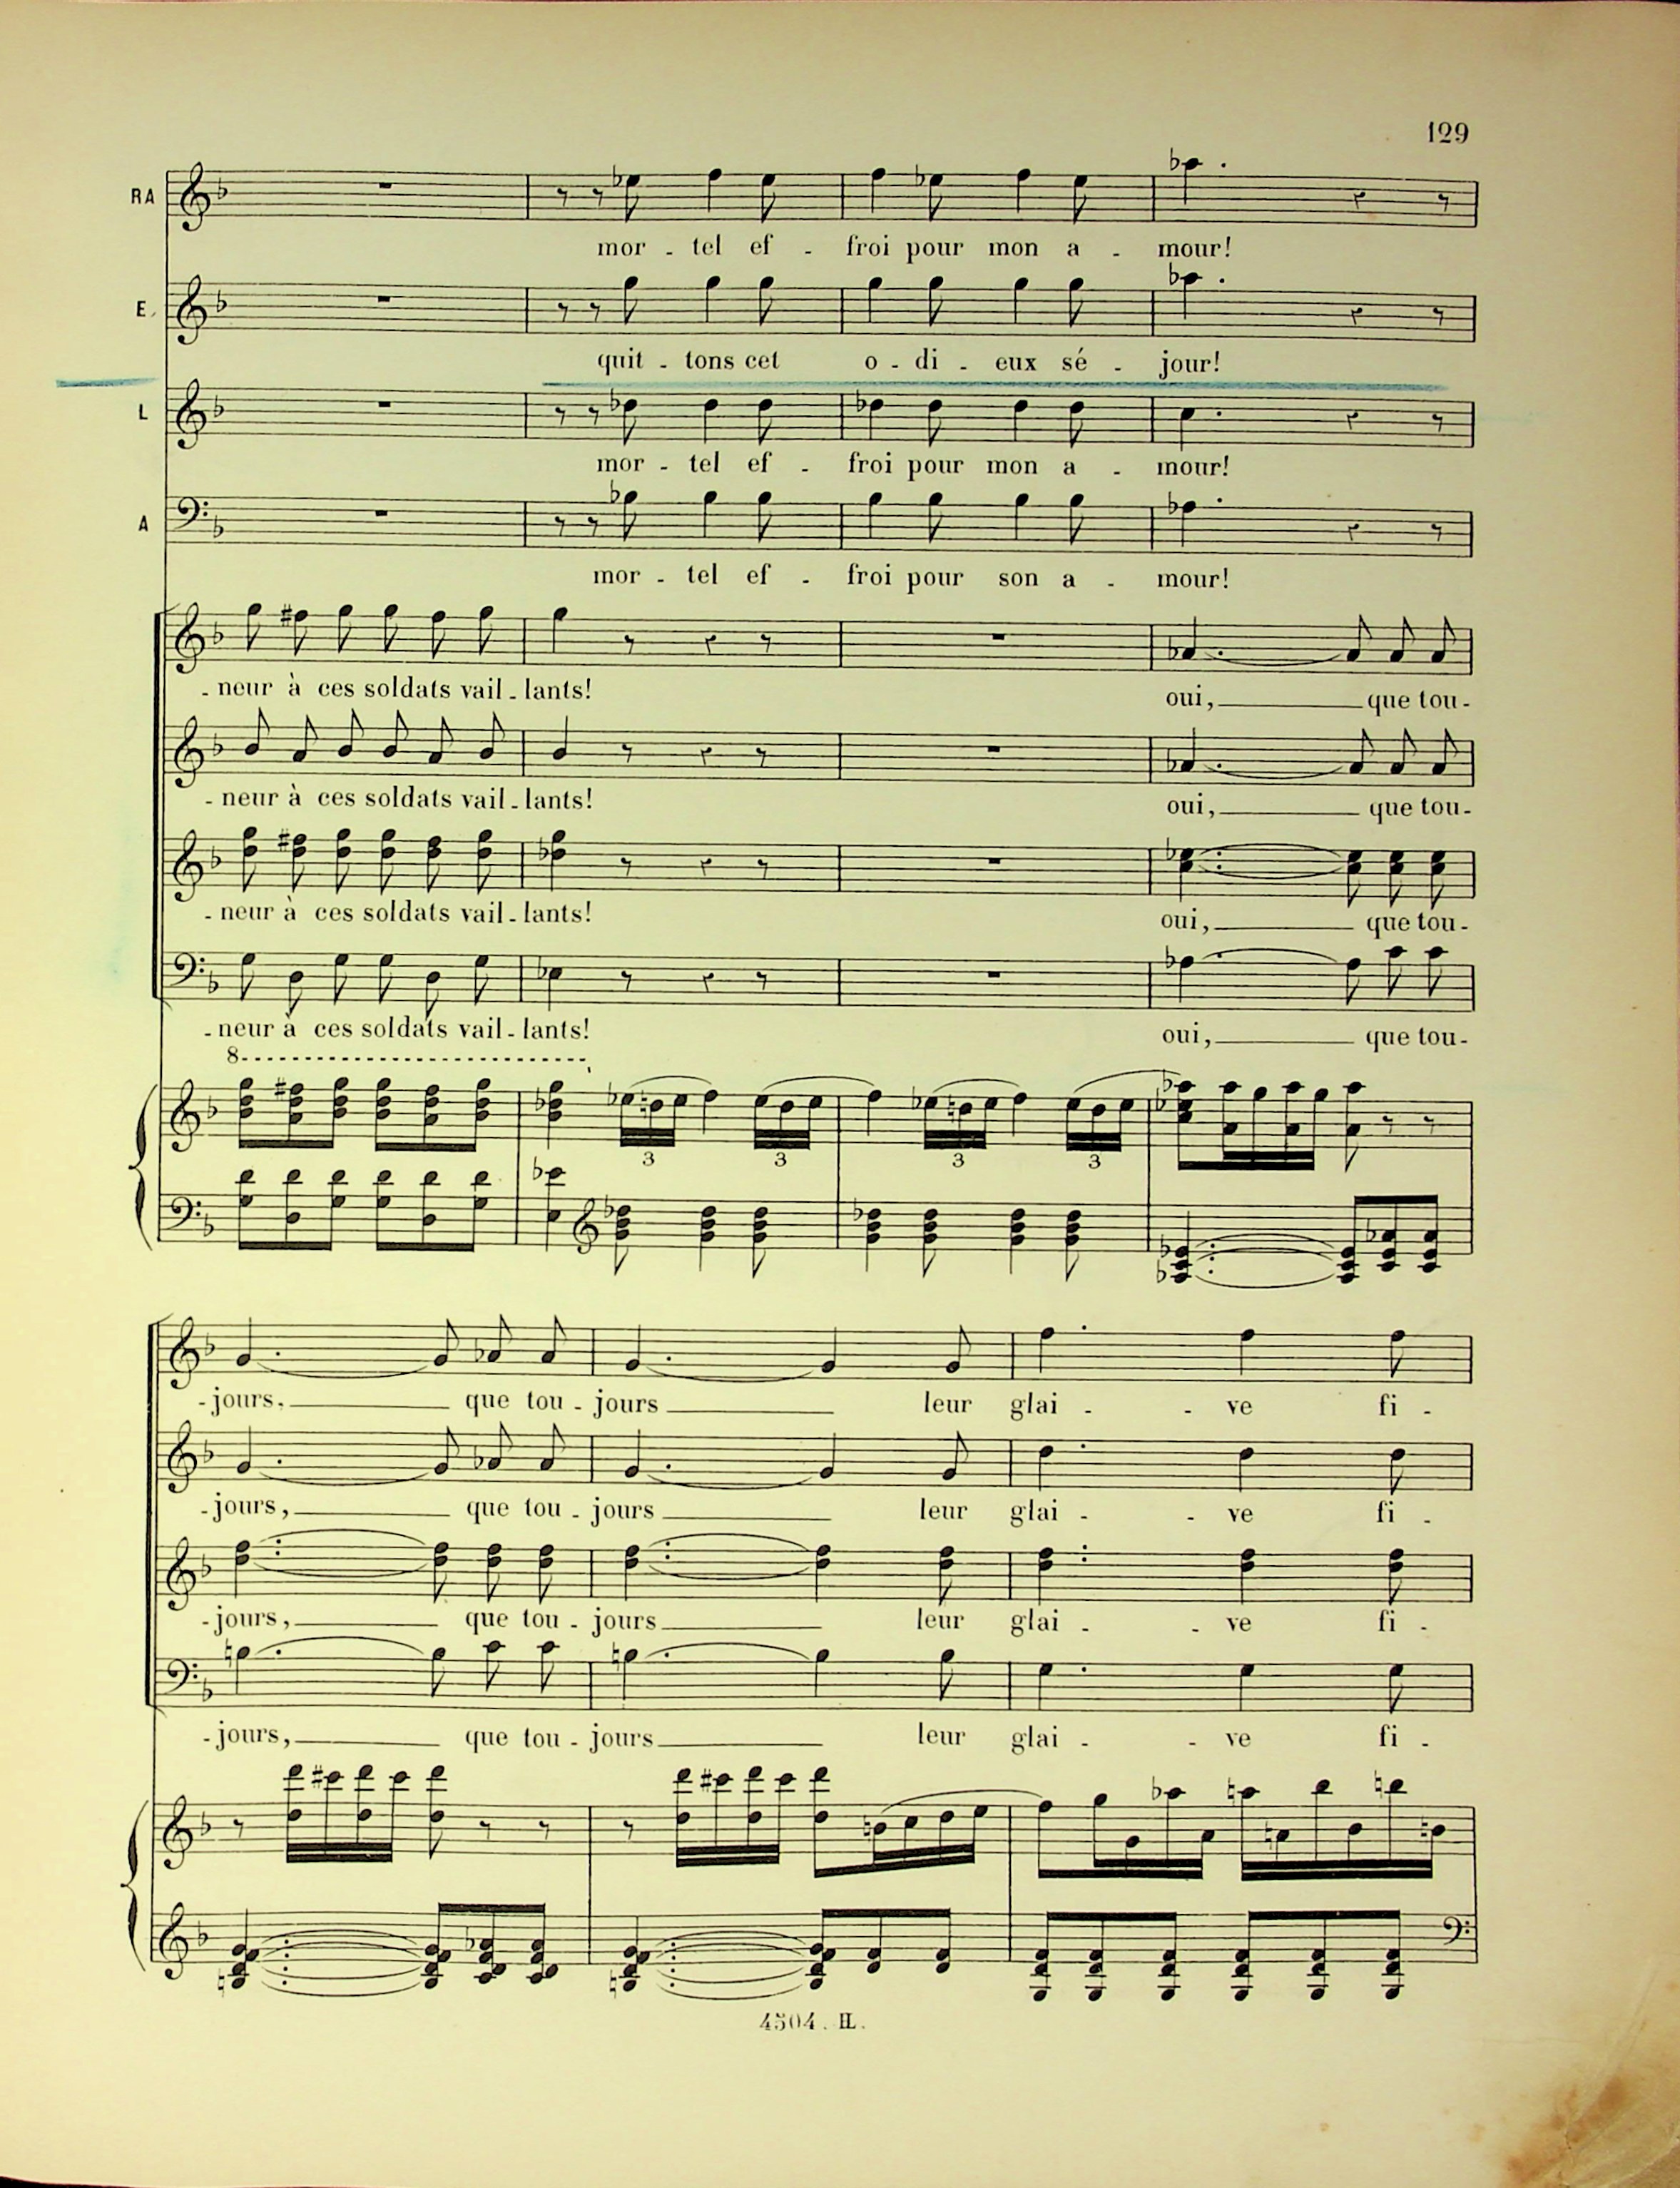 129
RA
mor - tel ef - froi pour mon a - mour!
E.
quit - tons cet o - di - eux sé - jour!
L
mor - tel ef - froi pour mon a - mour!
A
mor - tel ef - froi pour son a - mour!
- neur à ces soldats vail - lants! oui, que tou -
- neur à ces soldats vail - lants! oui, que tou -
- neur à ces soldats vail - lants! oui, que tou -
- neur à ces soldats vail - lants! oui, que tou -
8
3 3 3 3
- jours, que tou - jours leur glai - - ve fi -
- jours, que tou - jours leur glai - - ve fi -
- jours, que tou - jours leur glai - - ve fi -
- jours, que tou - jours leur glai - - ve fi -
4504. H.